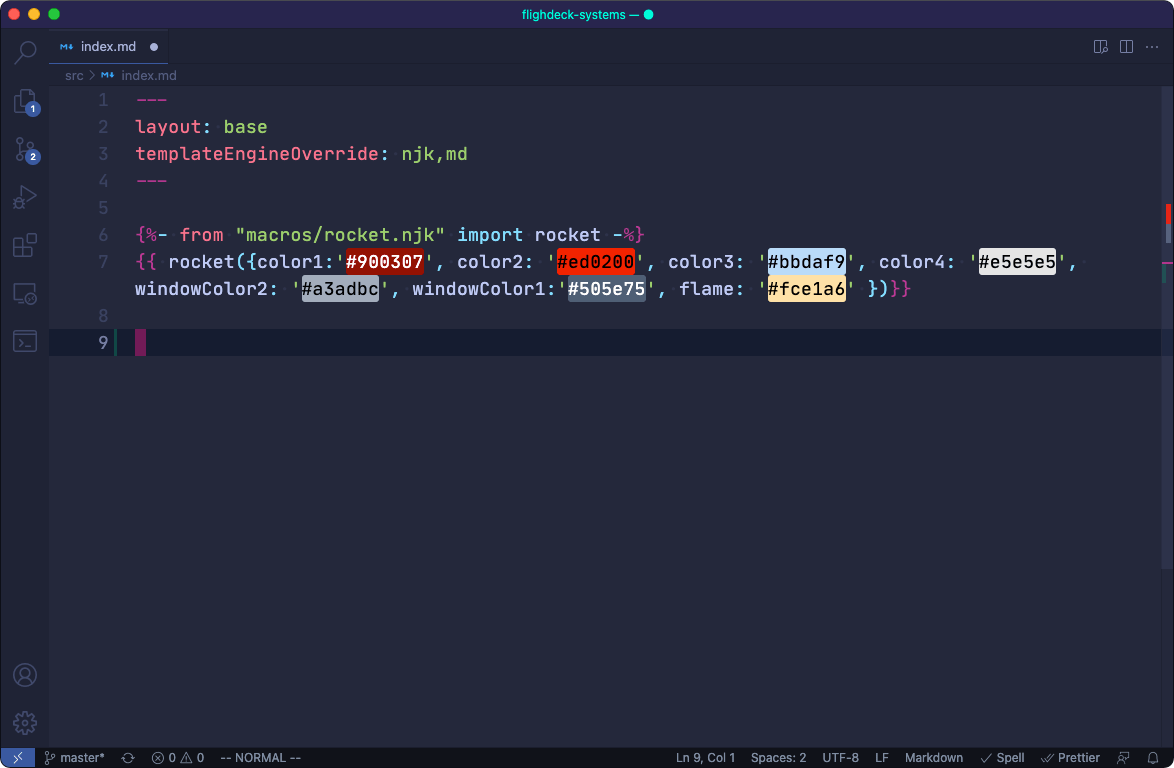 flighdeck-systems —
index.md
src > index.md
1 ---
2 layout: base
3 templateEngineOverride: njk,md
4 ---
5
6 {%- from "macros/rocket.njk" import rocket -%}
7 {{ rocket({color1:'#900307', color2: '#ed0200', color3: '#bbdaf9', color4: '#e5e5e5',
windowColor2: '#a3adbc', windowColor1:'#505e75', flame: '#fce1a6' })}}
8
9
1
2
master* 0 0 -- NORMAL -- Ln 9, Col 1 Spaces: 2 UTF-8 LF Markdown Spell Prettier